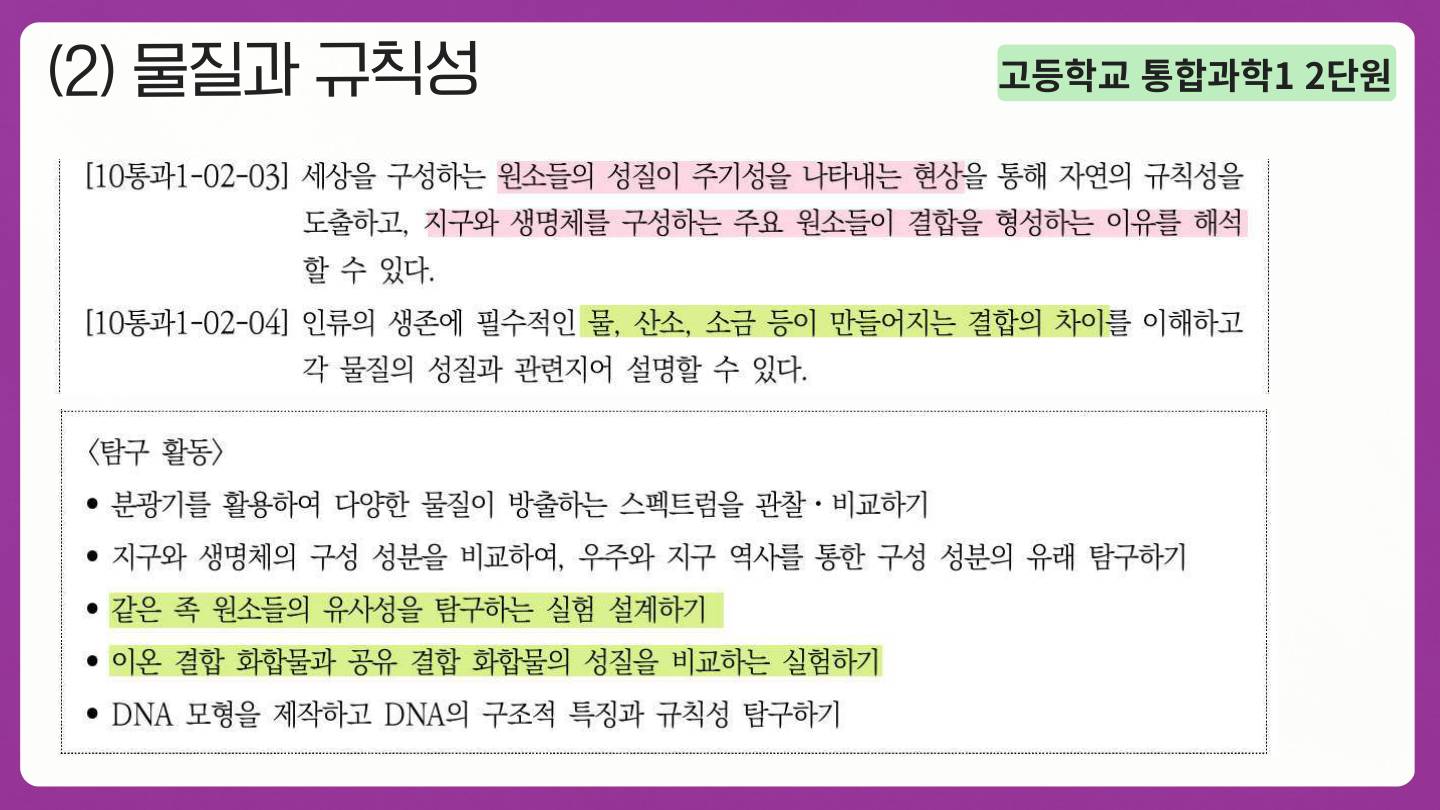 (2) 물질과 규칙성
고등학교 통합과학1 2단원
[10통과1-02-03] 세상을 구성하는 원소들의 성질이 주기성을 나타내는 현상을 통해 자연의 규칙성을
도출하고, 지구와 생명체를 구성하는 주요 원소들이 결합을 형성하는 이유를 해석
할 수 있다.
[10통과1-02-04] 인류의 생존에 필수적인 물, 산소, 소금 등이 만들어지는 결합의 차이를 이해하고
각 물질의 성질과 관련지어 설명할 수 있다.
〈탐구 활동〉
• 분광기를 활용하여 다양한 물질이 방출하는 스펙트럼을 관찰·비교하기
• 지구와 생명체의 구성 성분을 비교하여, 우주와 지구 역사를 통한 구성 성분의 유래 탐구하기
• 같은 족 원소들의 유사성을 탐구하는 실험 설계하기
• 이온 결합 화합물과 공유 결합 화합물의 성질을 비교하는 실험하기
• DNA 모형을 제작하고 DNA의 구조적 특징과 규칙성 탐구하기